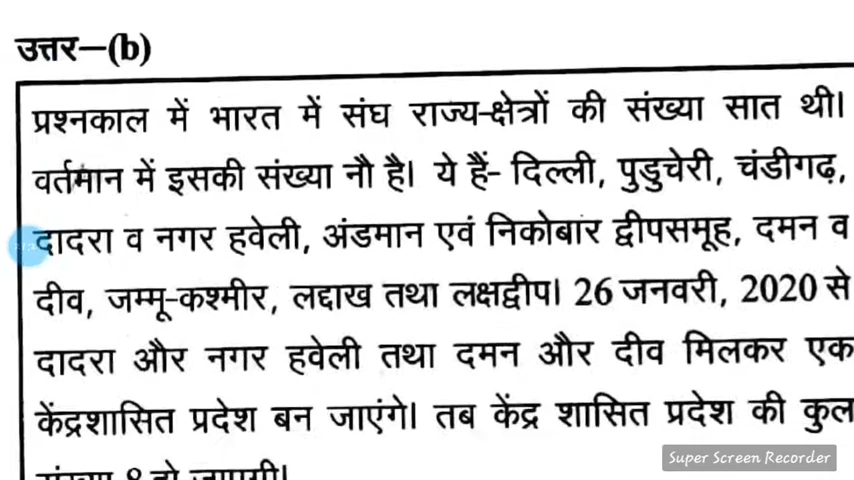 उत्तर–(b)
प्रश्नकाल में भारत में संघ राज्य-क्षेत्रों की संख्या सात थी।
वर्तमान में इसकी संख्या नौ है। ये हैं- दिल्ली, पुडुचेरी, चंडीगढ़,
दादरा व नगर हवेली, अंडमान एवं निकोबार द्वीपसमूह, दमन व
दीव, जम्मू-कश्मीर, लद्दाख तथा लक्षद्वीप। 26 जनवरी, 2020 से
दादरा और नगर हवेली तथा दमन और दीव मिलकर एक
केंद्रशासित प्रदेश बन जाएंगे। तब केंद्र शासित प्रदेश की कुल
संख्या 8 हो जाएगी।
Super Screen Recorder